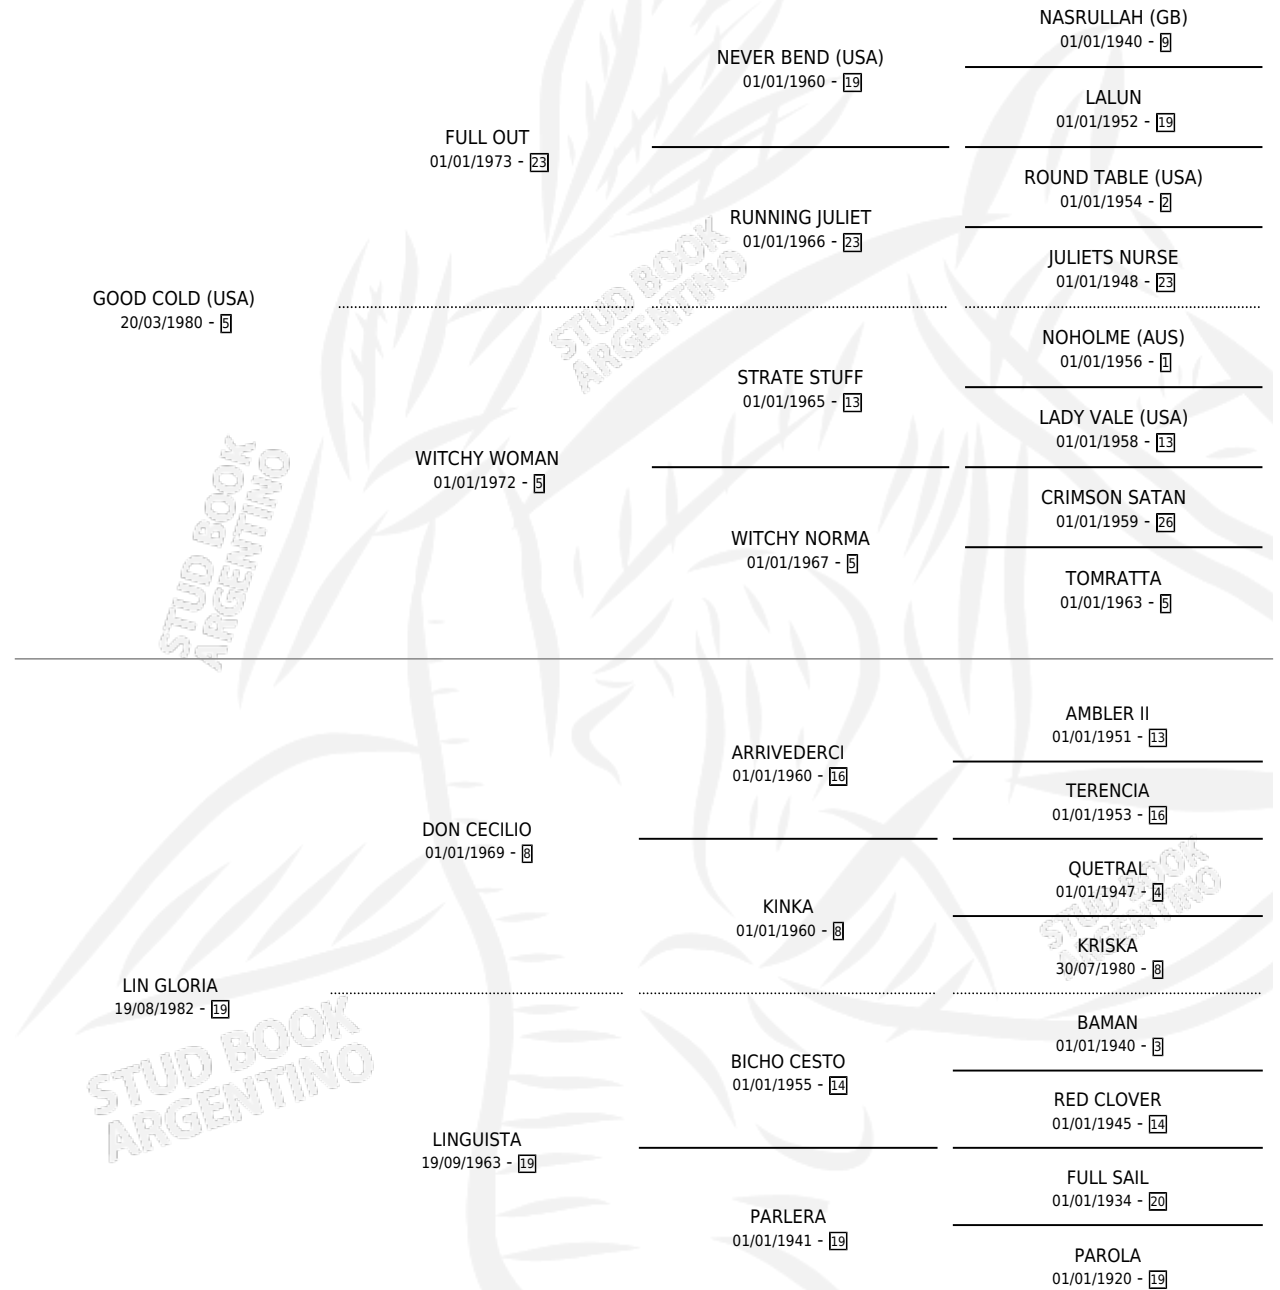 NASRULLAH (GB)
01/01/1940 - 9
NEVER BEND (USA)
01/01/1960 - 19
LALUN
01/01/1952 - 19
FULL OUT
01/01/1973 - 23
ROUND TABLE (USA)
01/01/1954 - 2
RUNNING JULIET
01/01/1966 - 23
JULIETS NURSE
01/01/1948 - 23
GOOD COLD (USA)
20/03/1980 - 5
NOHOLME (AUS)
01/01/1956 - 1
STRATE STUFF
01/01/1965 - 13
LADY VALE (USA)
01/01/1958 - 13
WITCHY WOMAN
01/01/1972 - 5
CRIMSON SATAN
01/01/1959 - 26
WITCHY NORMA
01/01/1967 - 5
TOMRATTA
01/01/1963 - 5
STUD BOOK
ARGENTINO
STUD BOOK
ARGENTINO
AMBLER II
01/01/1951 - 13
ARRIVEDERCI
01/01/1960 - 16
TERENCIA
01/01/1953 - 16
DON CECILIO
01/01/1969 - 8
QUETRAL
01/01/1947 - 4
KINKA
01/01/1960 - 8
KRISKA
30/07/1980 - 8
LIN GLORIA
19/08/1982 - 19
BAMAN
01/01/1940 - 3
BICHO CESTO
01/01/1955 - 14
RED CLOVER
01/01/1945 - 14
LINGUISTA
19/09/1963 - 19
FULL SAIL
01/01/1934 - 20
PARLERA
01/01/1941 - 19
PAROLA
01/01/1920 - 19
STUD BOOK
ARGENTINO
STUD BOOK
ARGENTINO